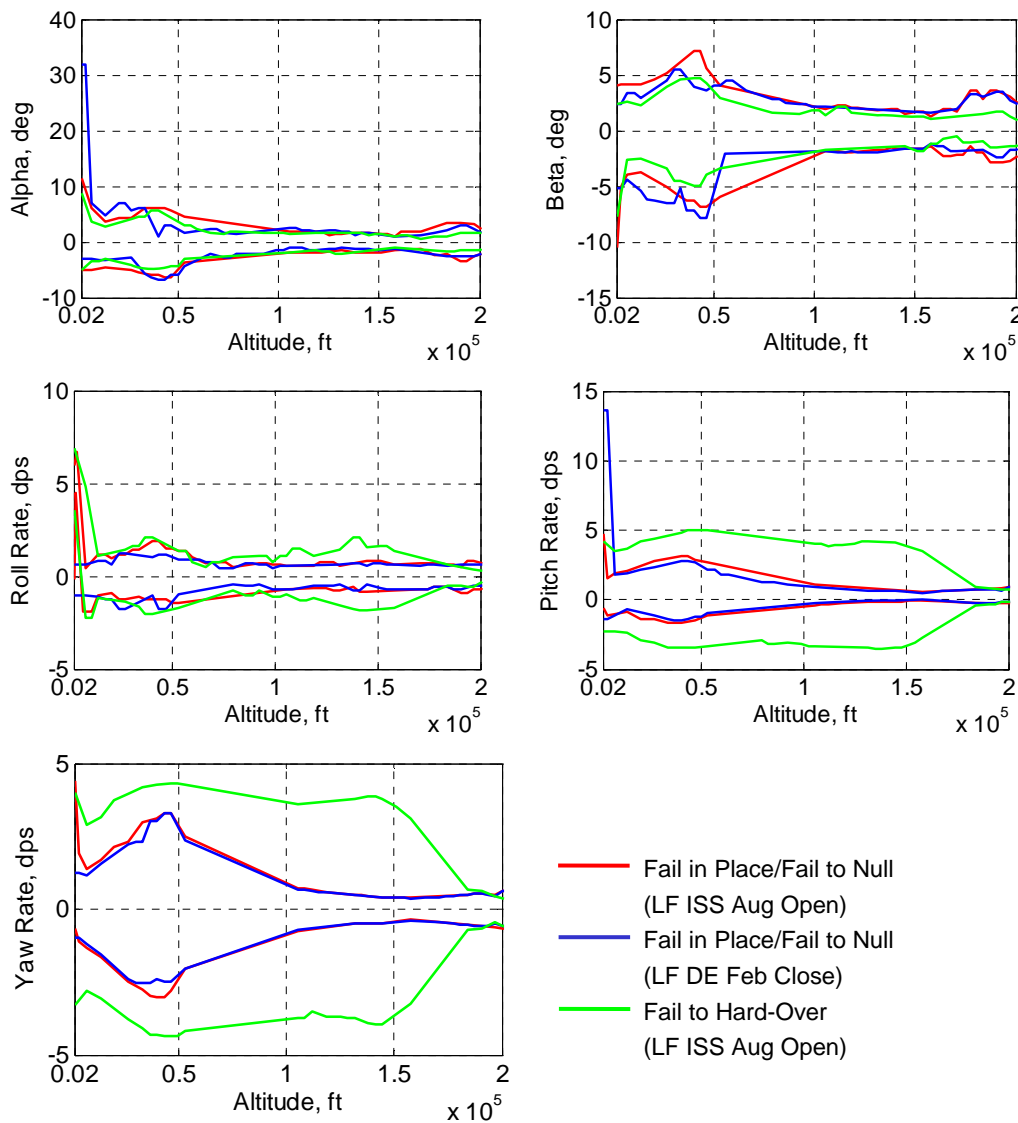 40
30
20
10
0
-10
Alpha, deg
0.02 0.5 1 1.5 2
Altitude, ft
x 10^5
10
5
0
-5
-10
-15
Beta, deg
0.02 0.5 1 1.5 2
Altitude, ft
x 10^5
10
5
0
-5
Roll Rate, dps
0.02 0.5 1 1.5 2
Altitude, ft
x 10^5
15
10
5
0
-5
Pitch Rate, dps
0.02 0.5 1 1.5 2
Altitude, ft
x 10^5
5
0
-5
Yaw Rate, dps
0.02 0.5 1 1.5 2
Altitude, ft
x 10^5
Fail in Place/Fail to Null
(LF ISS Aug Open)
Fail in Place/Fail to Null
(LF DE Feb Close)
Fail to Hard-Over
(LF ISS Aug Open)